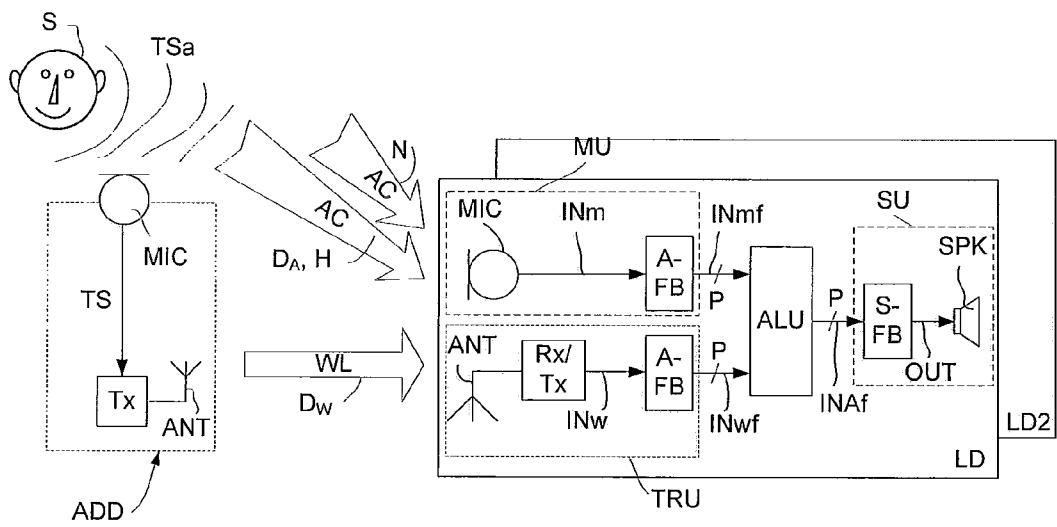 S
TSa
N
AC
AC
MU
SU
MIC
INm
INmf
SPK
MIC
DA, H
A-
FB
P
P
S-
FB
TS
ALU
OUT
WL
ANT
Rx/
Tx
A-
FB
P
INAf
Tx
DW
INw
INwf
ANT
LD2
LD
ADD
TRU